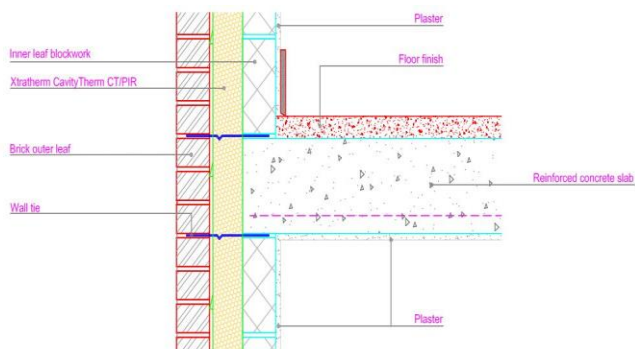 Plaster
Inner leaf blockwork
Floor finish
Xtratherm CavityTherm CT/PIR
Brick outer leaf
Reinforced concrete slab
Wall tie
Plaster